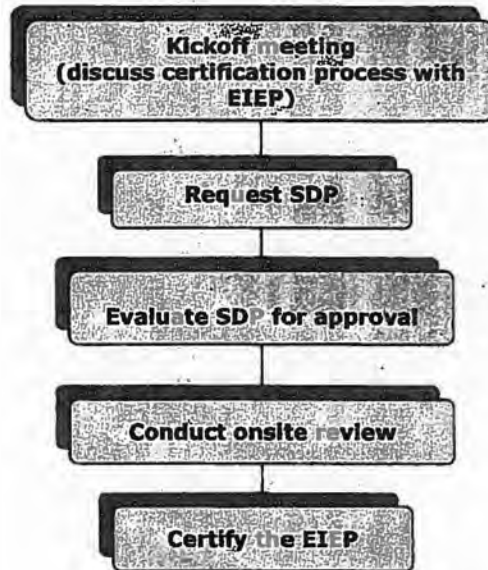 Kickoff meeting
(discuss certification process with
EIEP)
Request SDP
Evaluate SDP for approval
Conduct onsite review
Certify the EIEP